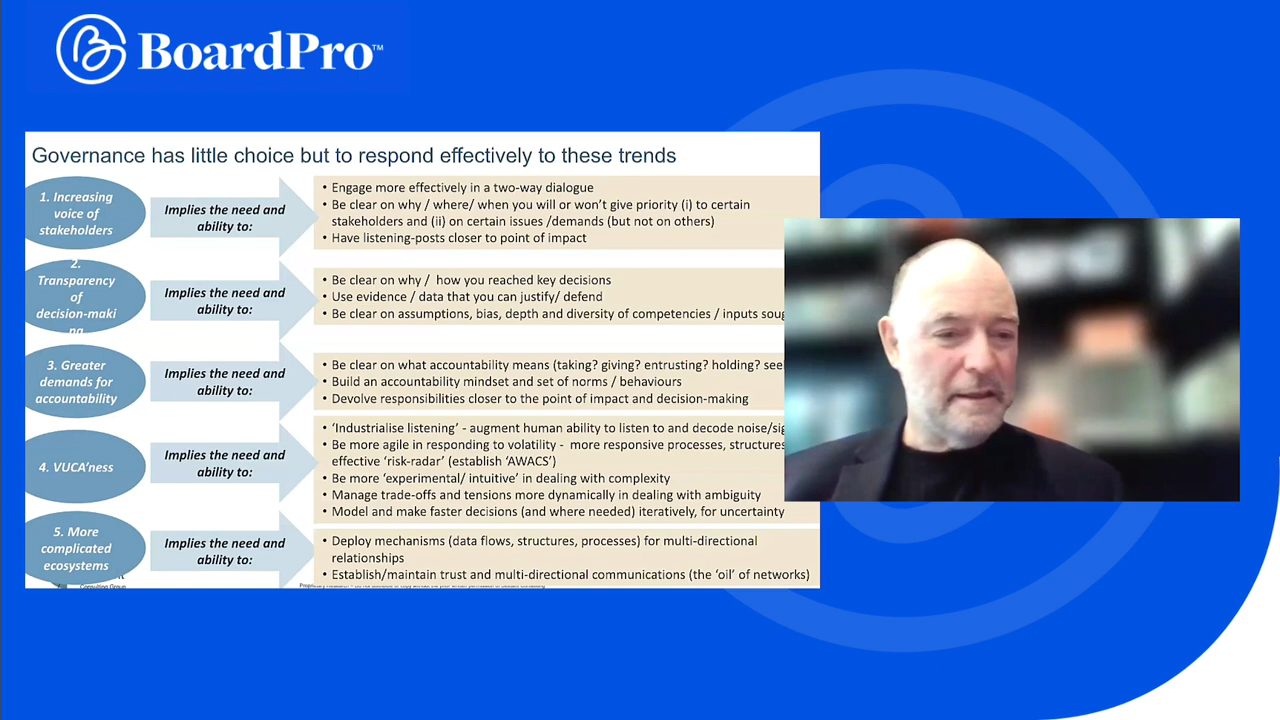 BoardPro™
Governance has little choice but to respond effectively to these trends
1. Increasing
voice of
stakeholders
Implies the need and
ability to:
• Engage more effectively in a two-way dialogue
• Be clear on why / where/ when you will or won't give priority (i) to certain
stakeholders and (ii) on certain issues /demands (but not on others)
• Have listening-posts closer to point of impact
2.
Transparency
of
decision-maki
ng
Implies the need and
ability to:
• Be clear on why / how you reached key decisions
• Use evidence / data that you can justify/ defend
• Be clear on assumptions, bias, depth and diversity of competencies / inputs soug
3. Greater
demands for
accountability
Implies the need and
ability to:
• Be clear on what accountability means (taking? giving? entrusting? holding? see
• Build an accountability mindset and set of norms / behaviours
• Devolve responsibilities closer to the point of impact and decision-making
4. VUCA'ness
Implies the need and
ability to:
• 'Industrialise listening' - augment human ability to listen to and decode noise/sig
• Be more agile in responding to volatility - more responsive processes, structures
effective 'risk-radar' (establish 'AWACS')
• Be more 'experimental/ intuitive' in dealing with complexity
• Manage trade-offs and tensions more dynamically in dealing with ambiguity
• Model and make faster decisions (and where needed) iteratively, for uncertainty
5. More
complicated
ecosystems
Implies the need and
ability to:
• Deploy mechanisms (data flows, structures, processes) for multi-directional
relationships
• Establish/maintain trust and multi-directional communications (the 'oil' of networks)
Consulting Group